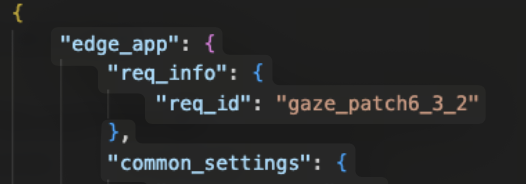 {
"edge_app": {
"req_info": {
"req_id": "gaze_patch6_3_2"
},
"common_settings": {